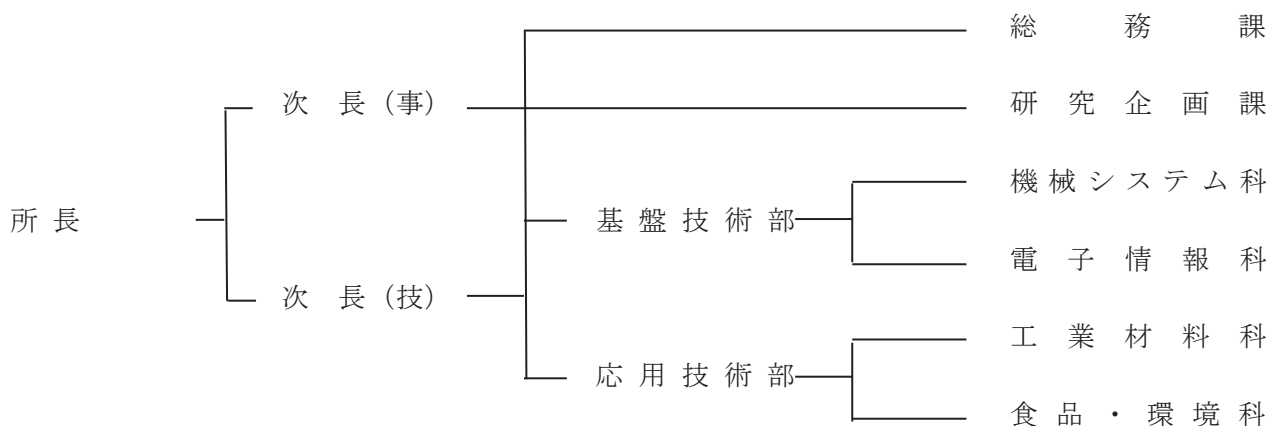 総務課
次長（事）
研究企画課
機械システム科
所長
基盤技術部
電子情報科
次長（技）
工業材料科
応用技術部
食品・環境科